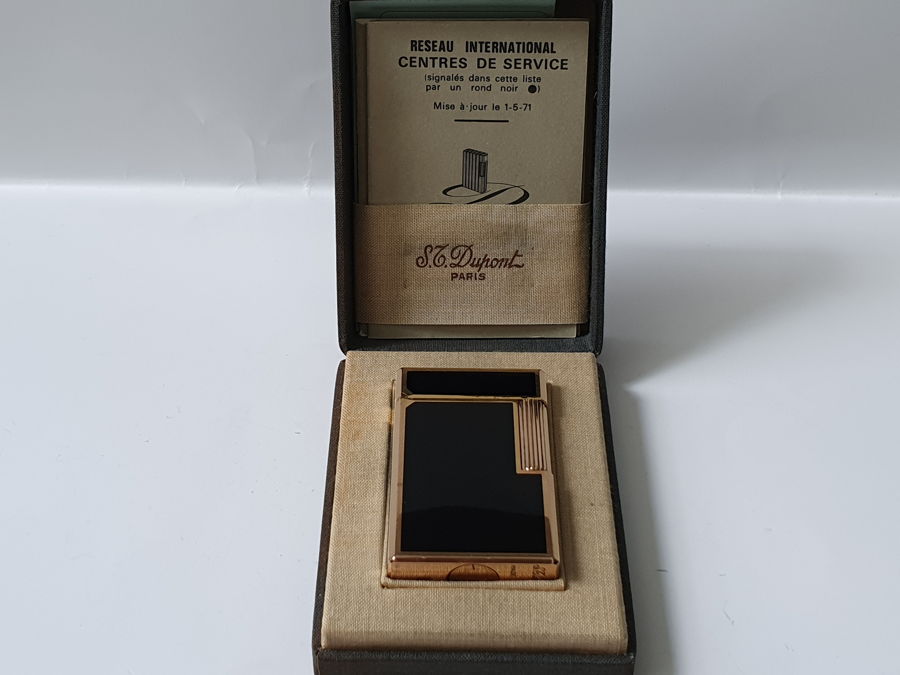 RESEAU INTERNATIONAL
CENTRES DE SERVICE
(signalés dans cette liste
par un rond noir ●)
Mise à jour le 1-5-71
S.T. Dupont
PARIS